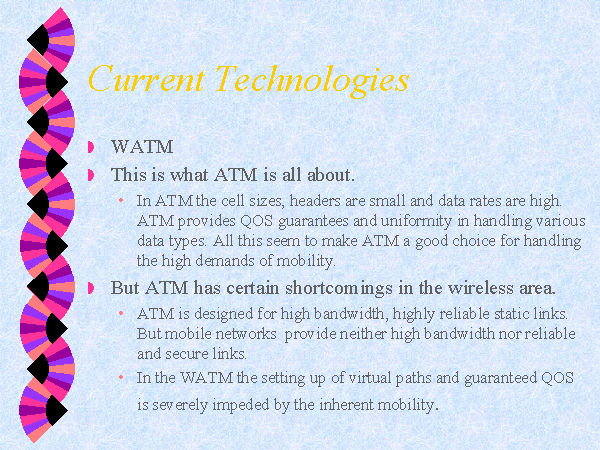 Current Technologies
WATM
This is what ATM is all about.
In ATM the cell sizes, headers are small and data rates are high.
ATM provides QOS guarantees and uniformity in handling various
data types. All this seem to make ATM a good choice for handling
the high demands of mobility.
But ATM has certain shortcomings in the wireless area.
ATM is designed for high bandwidth, highly reliable static links.
But mobile networks provide neither high bandwidth nor reliable
and secure links.
In the WATM the setting up of virtual paths and guaranteed QOS
is severely impeded by the inherent mobility.